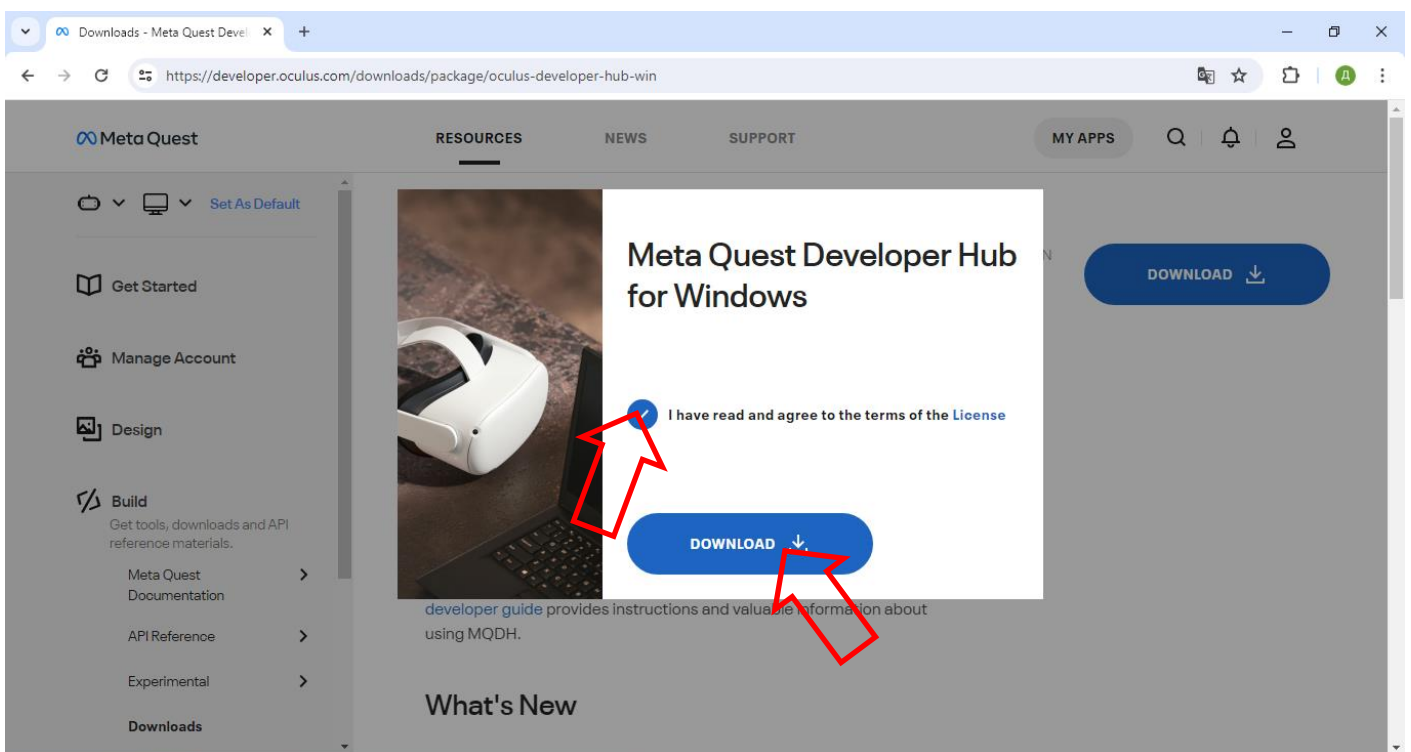 Downloads - Meta Quest Devel
https://developer.oculus.com/downloads/package/oculus-developer-hub-win
Д
Meta Quest
RESOURCES
NEWS
SUPPORT
MY APPS
Set As Default
Get Started
Manage Account
Design
Build
Get tools, downloads and API
reference materials.
Meta Quest
Documentation
API Reference
Experimental
Downloads
Meta Quest Developer Hub
for Windows
I have read and agree to the terms of the License
DOWNLOAD
N
DOWNLOAD
developer guide provides instructions and valuable information about
using MQDH.
What's New